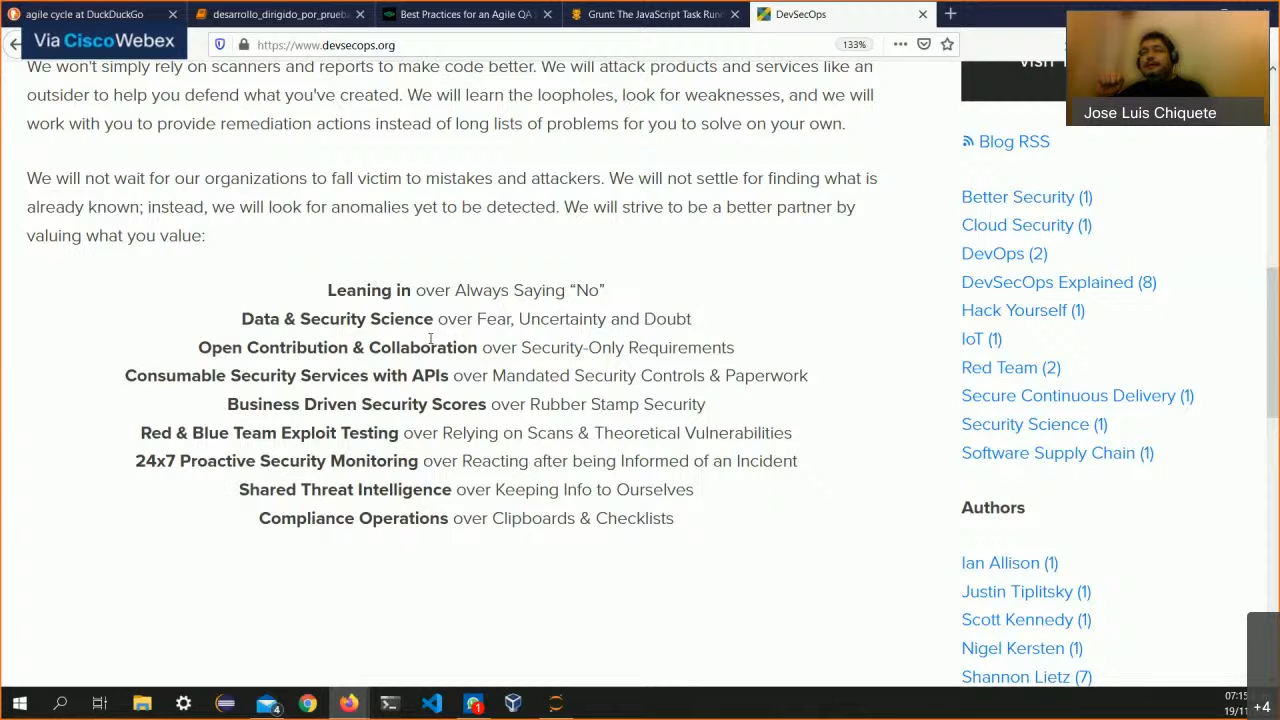 agile cycle at DuckDuckGo
desarrollo_dirigido_por_prueba
Best Practices for an Agile QA
Grunt: The JavaScript Task Run
DevSecOps
Via CiscoWebex
https://www.devsecops.org
133%
We won't simply rely on scanners and reports to make code better. We will attack products and services like an
outsider to help you defend what you've created. We will learn the loopholes, look for weaknesses, and we will
work with you to provide remediation actions instead of long lists of problems for you to solve on your own.
We will not wait for our organizations to fall victim to mistakes and attackers. We will not settle for finding what is
already known; instead, we will look for anomalies yet to be detected. We will strive to be a better partner by
valuing what you value:
Leaning in over Always Saying “No”
Data & Security Science over Fear, Uncertainty and Doubt
Open Contribution & Collaboration over Security-Only Requirements
Consumable Security Services with APIs over Mandated Security Controls & Paperwork
Business Driven Security Scores over Rubber Stamp Security
Red & Blue Team Exploit Testing over Relying on Scans & Theoretical Vulnerabilities
24x7 Proactive Security Monitoring over Reacting after being Informed of an Incident
Shared Threat Intelligence over Keeping Info to Ourselves
Compliance Operations over Clipboards & Checklists
Jose Luis Chiquete
Blog RSS
Better Security (1)
Cloud Security (1)
DevOps (2)
DevSecOps Explained (8)
Hack Yourself (1)
IoT (1)
Red Team (2)
Secure Continuous Delivery (1)
Security Science (1)
Software Supply Chain (1)
Authors
Ian Allison (1)
Justin Tiplitsky (1)
Scott Kennedy (1)
Nigel Kersten (1)
Shannon Lietz (7)
4
1
07:15
19/11
+4